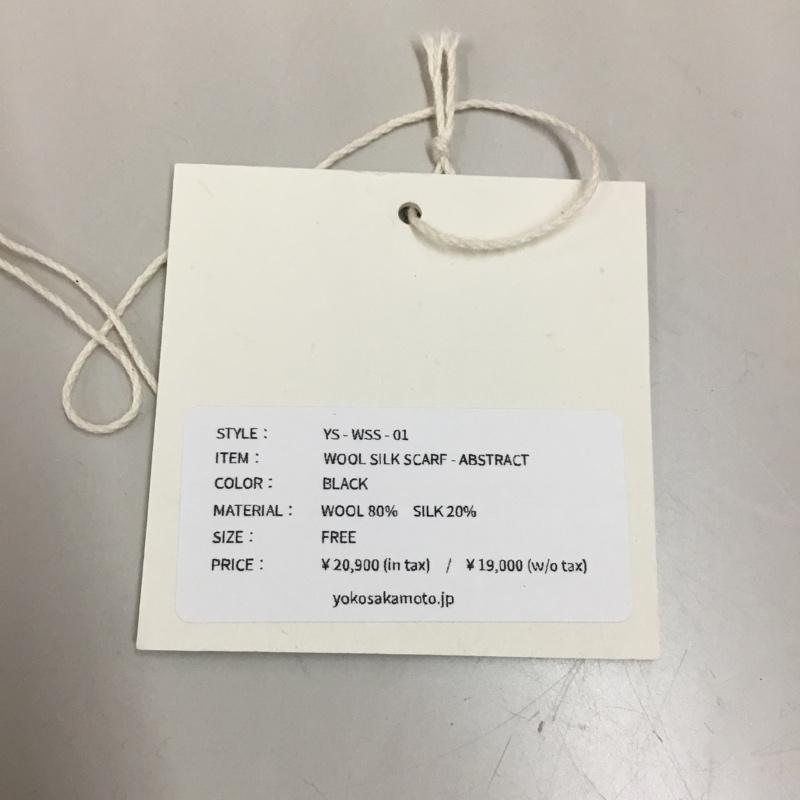 STYLE： YS - WSS - 01
ITEM： WOOL SILK SCARF - ABSTRACT
COLOR： BLACK
MATERIAL： WOOL 80% SILK 20%
SIZE： FREE
PRICE： ¥ 20,900 (in tax) / ¥ 19,000 (w/o tax)
yokosakamoto.jp